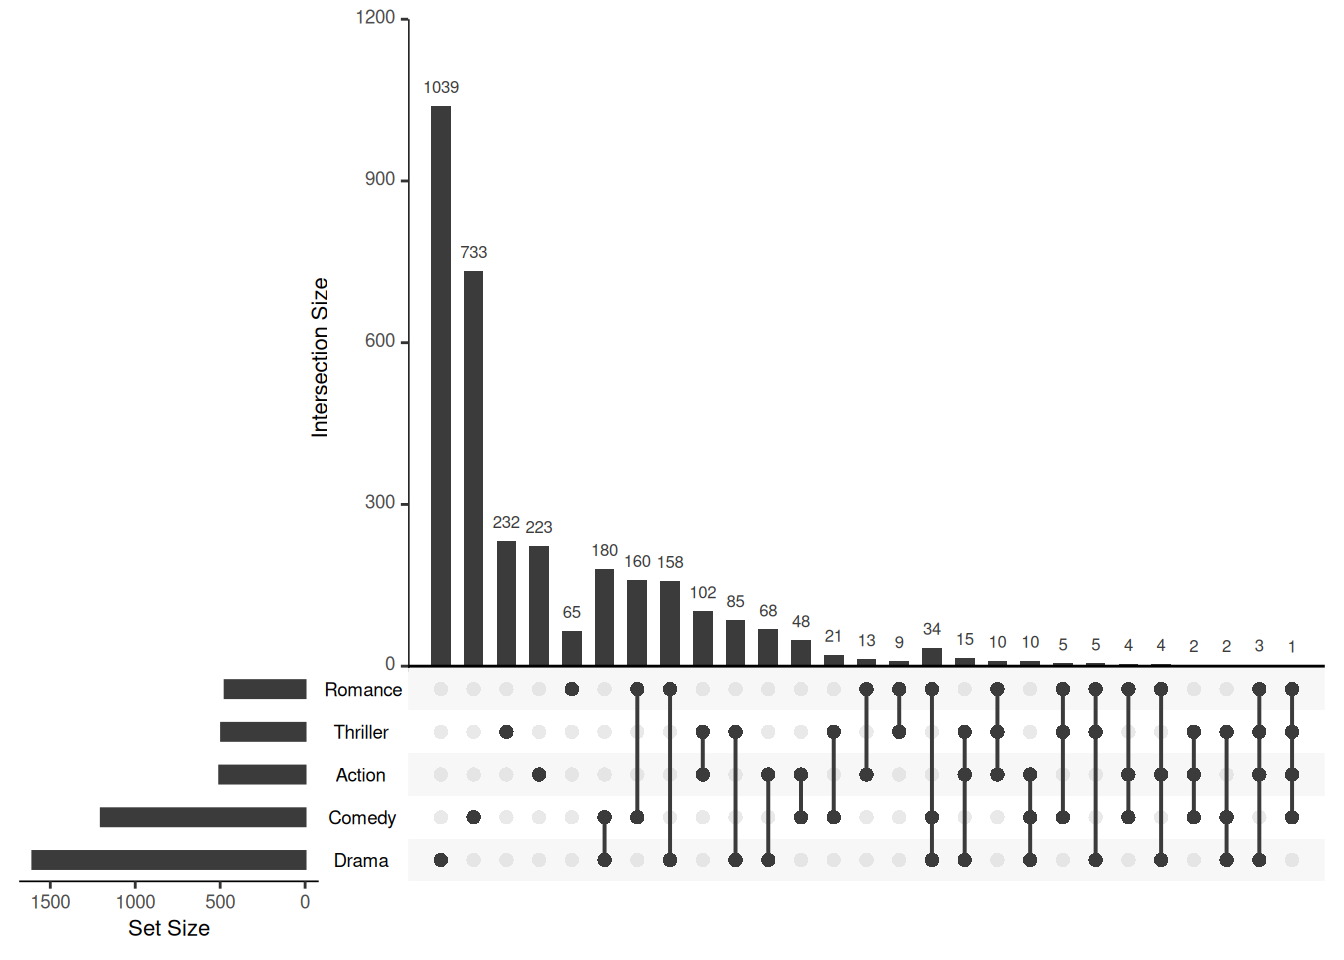 1200
1039
900
733
Intersection Size
600
300
232 223 65 180 160 158 102 85 68 48 21 13 9 34 15 10 10 5 5 4 4 2 2 3 1
0
Romance
Thriller
Action
Comedy
Drama
1500 1000 500 0
Set Size